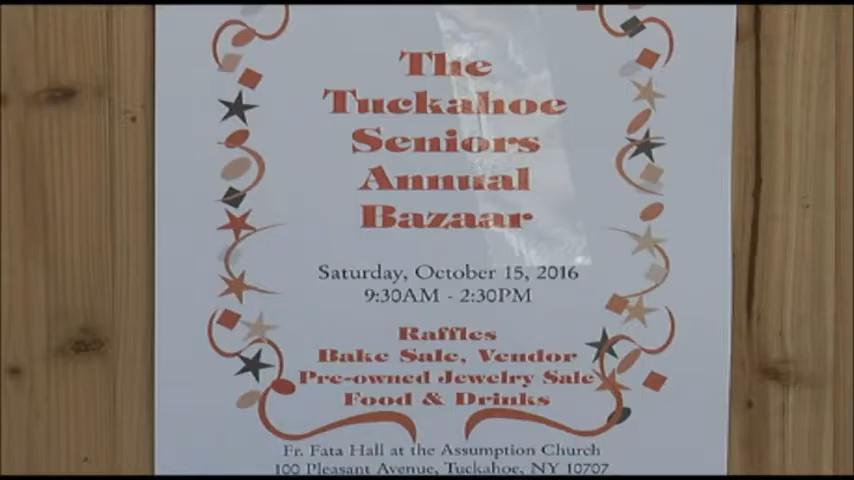 The
Tuckahoe
Seniors
Annual
Bazaar
Saturday, October 15, 2016
9:30AM - 2:30PM
Raffles
Bake Sale, Vendor
Pre-owned Jewelry Sale
Food & Drinks
Fr. Fata Hall at the Assumption Church
100 Pleasant Avenue, Tuckahoe, NY 10707